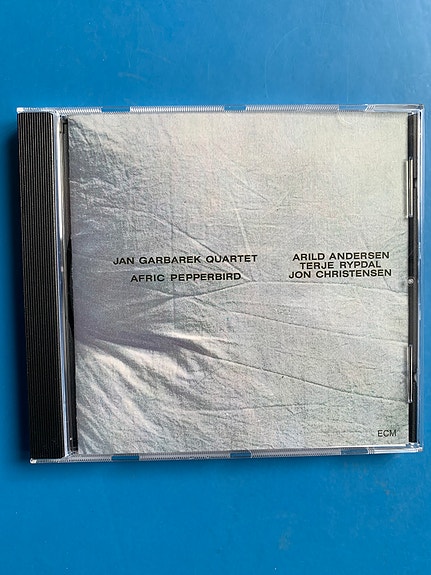 JAN GARBAREK QUARTET
AFRIC PEPPERBIRD
ARILD ANDERSEN
TERJE RYPDAL
JON CHRISTENSEN
ECM